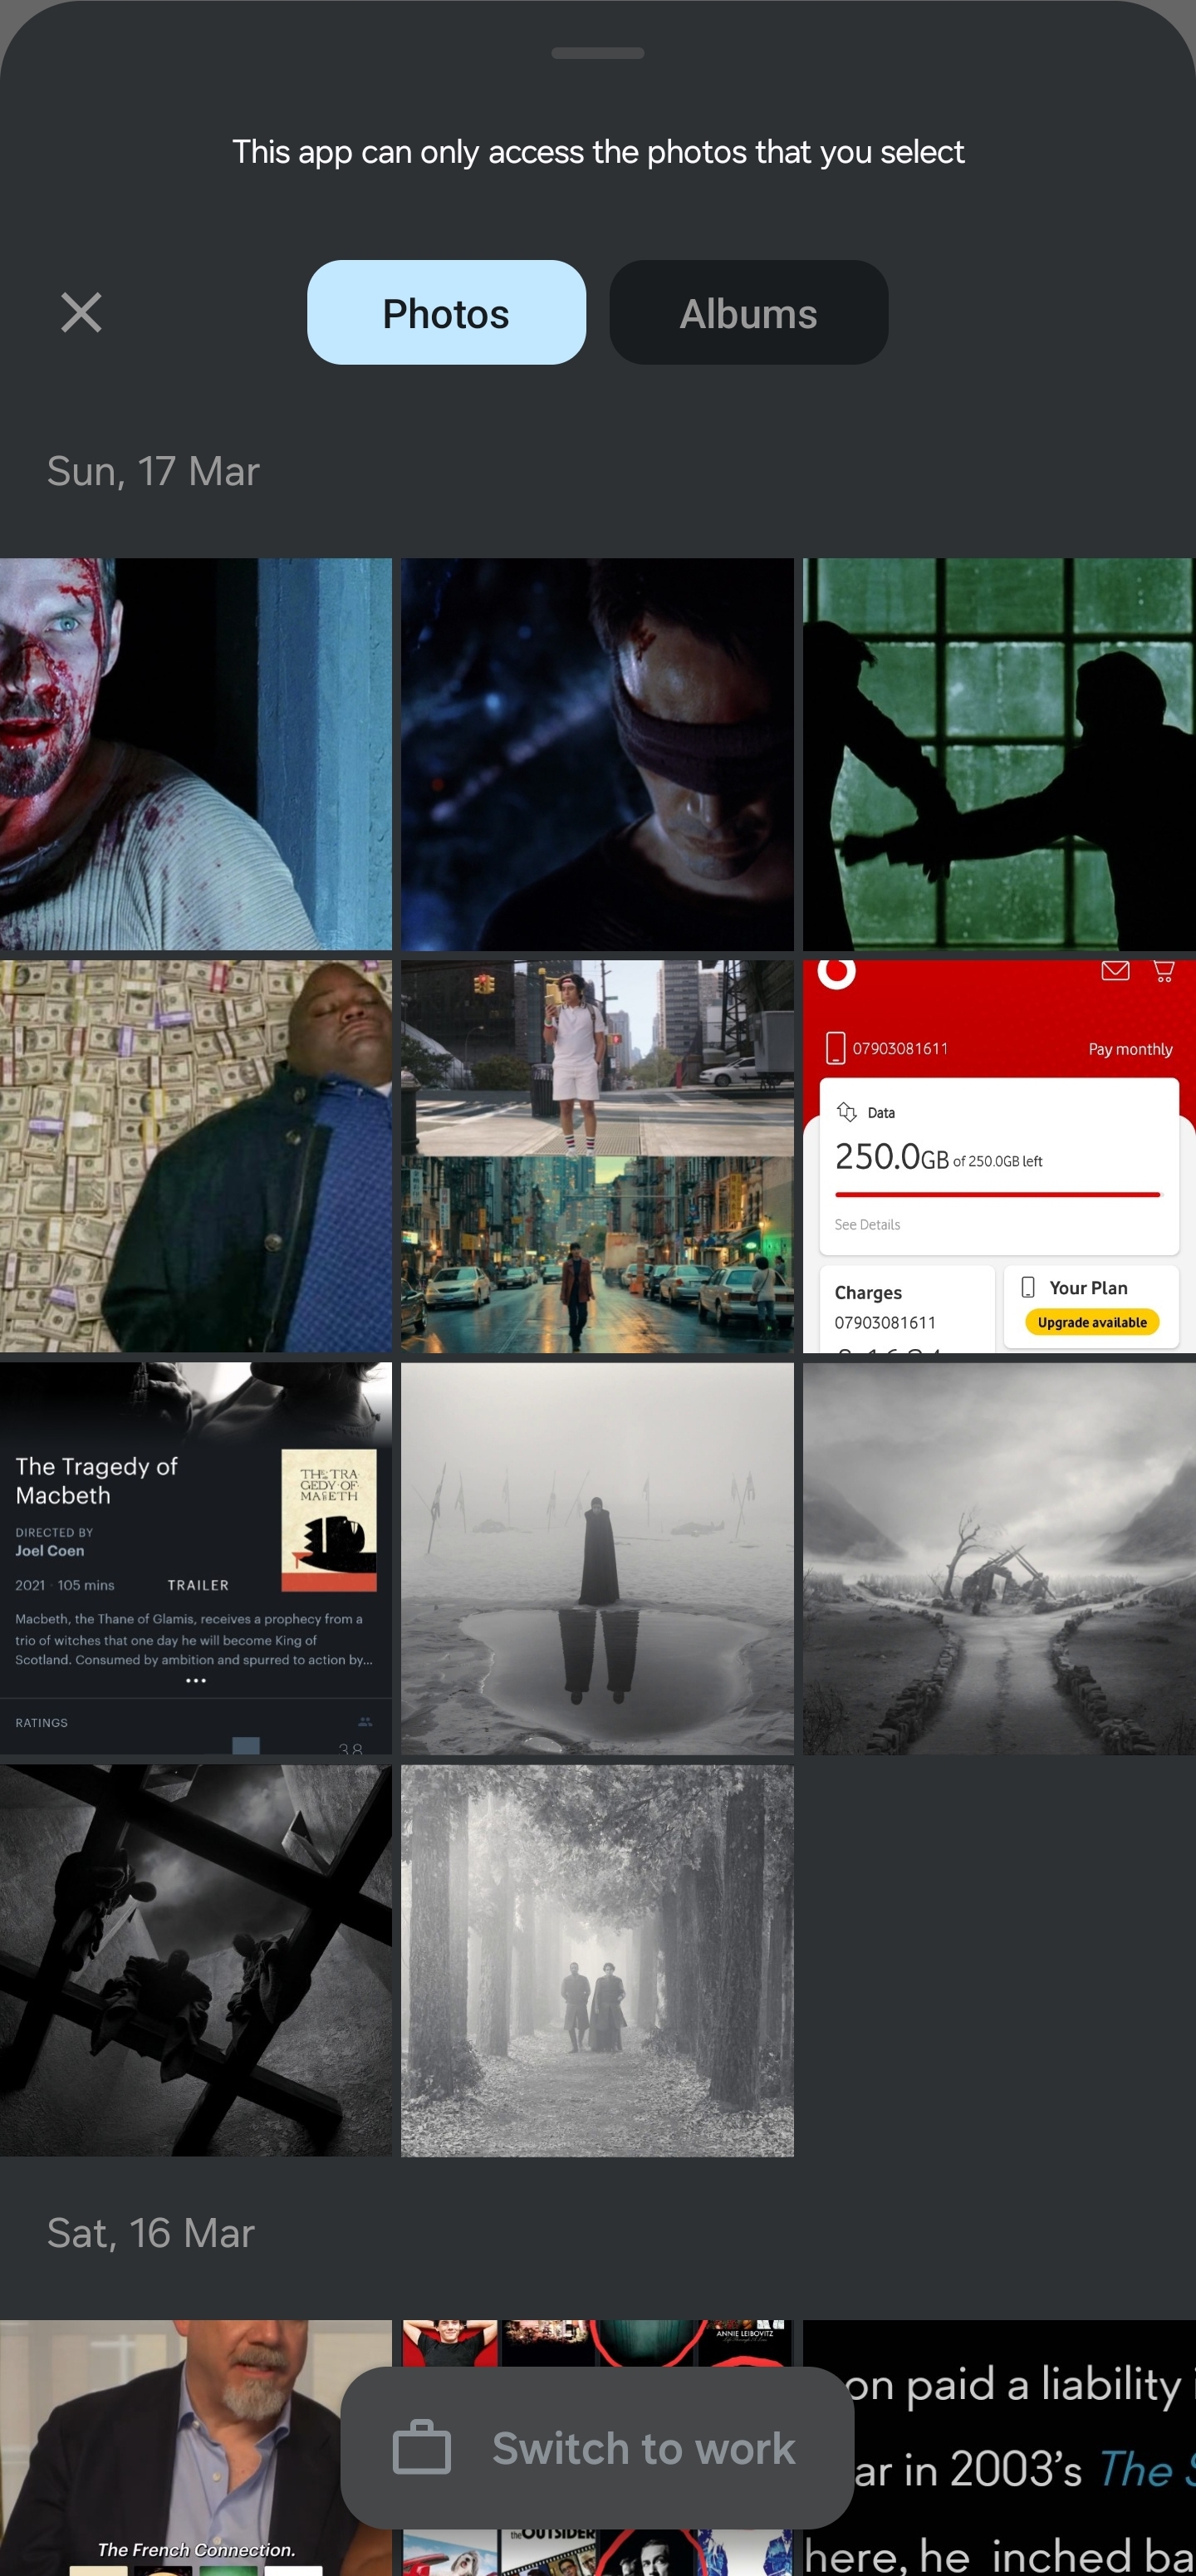 This app can only access the photos that you select
Photos
Albums
Sun, 17 Mar
07903081611
Pay monthly
Data
250.0GB of 250.0GB left
See Details
Charges
07903081611
Your Plan
Upgrade available
The Tragedy of
Macbeth
THE TRA
GEDY OF
MABETH
DIRECTED BY
Joel Coen
2021 · 105 mins
TRAILER
Macbeth, the Thane of Glamis, receives a prophecy from a
trio of witches that one day he will become King of
Scotland. Consumed by ambition and spurred to action by...
RATINGS
3.8
Sat, 16 Mar
The French Connection.
ANNIE LEIBOVITZ
the OUTSIDER
Switch to work
on paid a liability
ar in 2003's The S
here, he inched ba